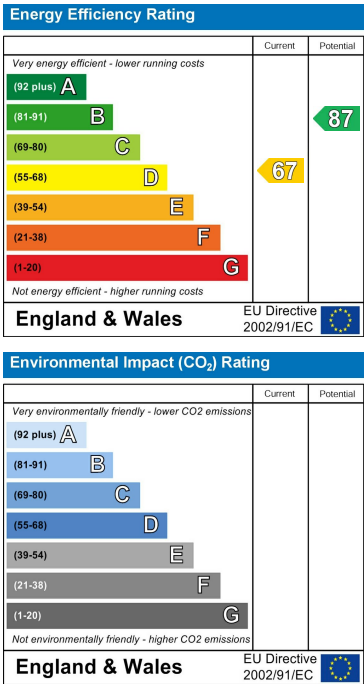 Energy Efficiency Rating
Current Potential
Very energy efficient - lower running costs
(92 plus) A
(81-91) B
(69-80) C
(55-68) D
(39-54) E
(21-38) F
(1-20) G
87
67
Not energy efficient - higher running costs
England & Wales
EU Directive
2002/91/EC
Environmental Impact (CO₂) Rating
Current Potential
Very environmentally friendly - lower CO2 emissions
(92 plus) A
(81-91) B
(69-80) C
(55-68) D
(39-54) E
(21-38) F
(1-20) G
Not environmentally friendly - higher CO2 emissions
England & Wales
EU Directive
2002/91/EC